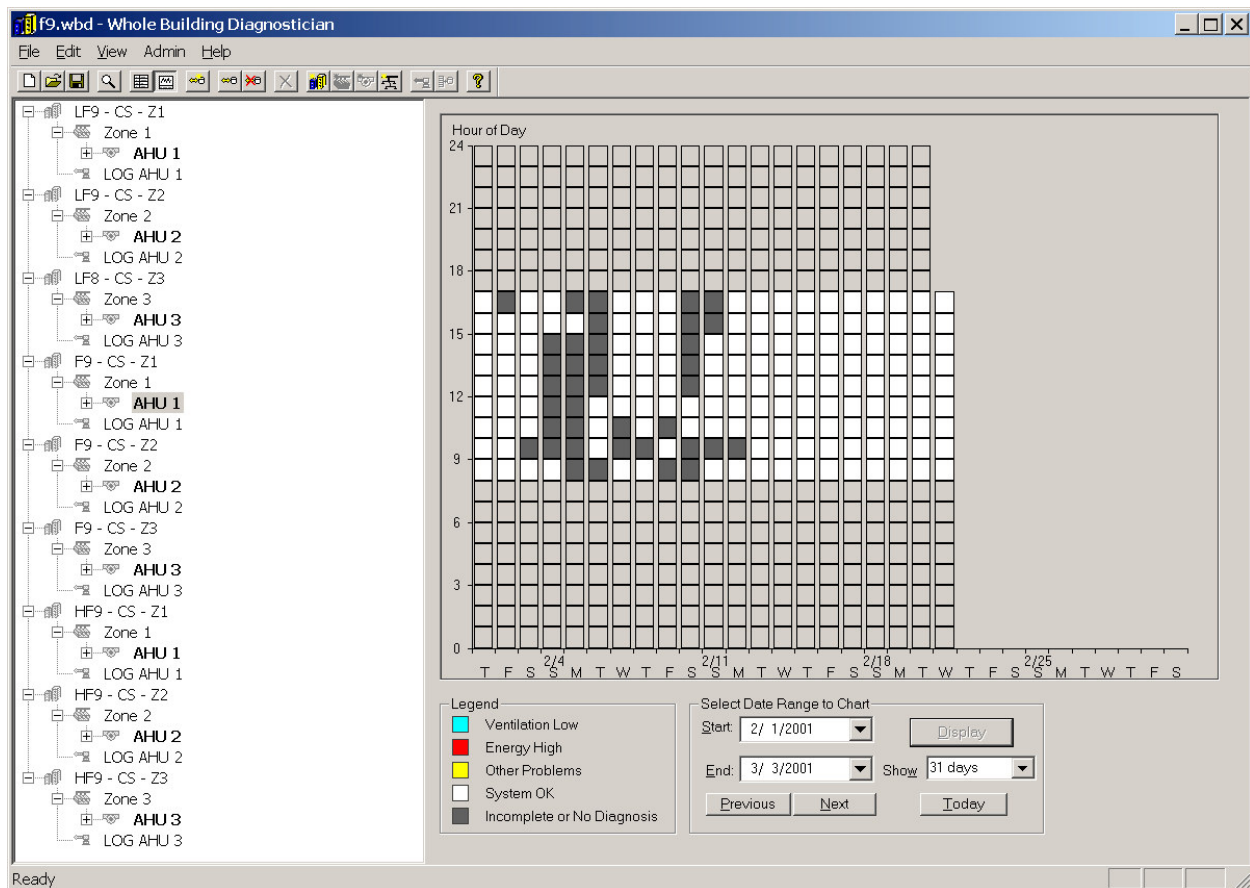 f9.wbd - Whole Building Diagnostician
File Edit View Admin Help
LF9 - CS - Z1
Zone 1
AHU 1
LOG AHU 1
LF9 - CS - Z2
Zone 2
AHU 2
LOG AHU 2
LF8 - CS - Z3
Zone 3
AHU 3
LOG AHU 3
F9 - CS - Z1
Zone 1
AHU 1
LOG AHU 1
F9 - CS - Z2
Zone 2
AHU 2
LOG AHU 2
F9 - CS - Z3
Zone 3
AHU 3
LOG AHU 3
HF9 - CS - Z1
Zone 1
AHU 1
LOG AHU 1
HF9 - CS - Z2
Zone 2
AHU 2
LOG AHU 2
HF9 - CS - Z3
Zone 3
AHU 3
LOG AHU 3
Hour of Day
24
21
18
15
12
9
6
3
0
2/4 2/11 2/18 2/25
T F S S M T W T F S S M T W T F S S M T W T F S S M T W T F S
Legend
Ventilation Low
Energy High
Other Problems
System OK
Incomplete or No Diagnosis
Select Date Range to Chart
Start: 2/ 1/2001 Display
End: 3/ 3/2001 Show 31 days
Previous Next Today
Ready